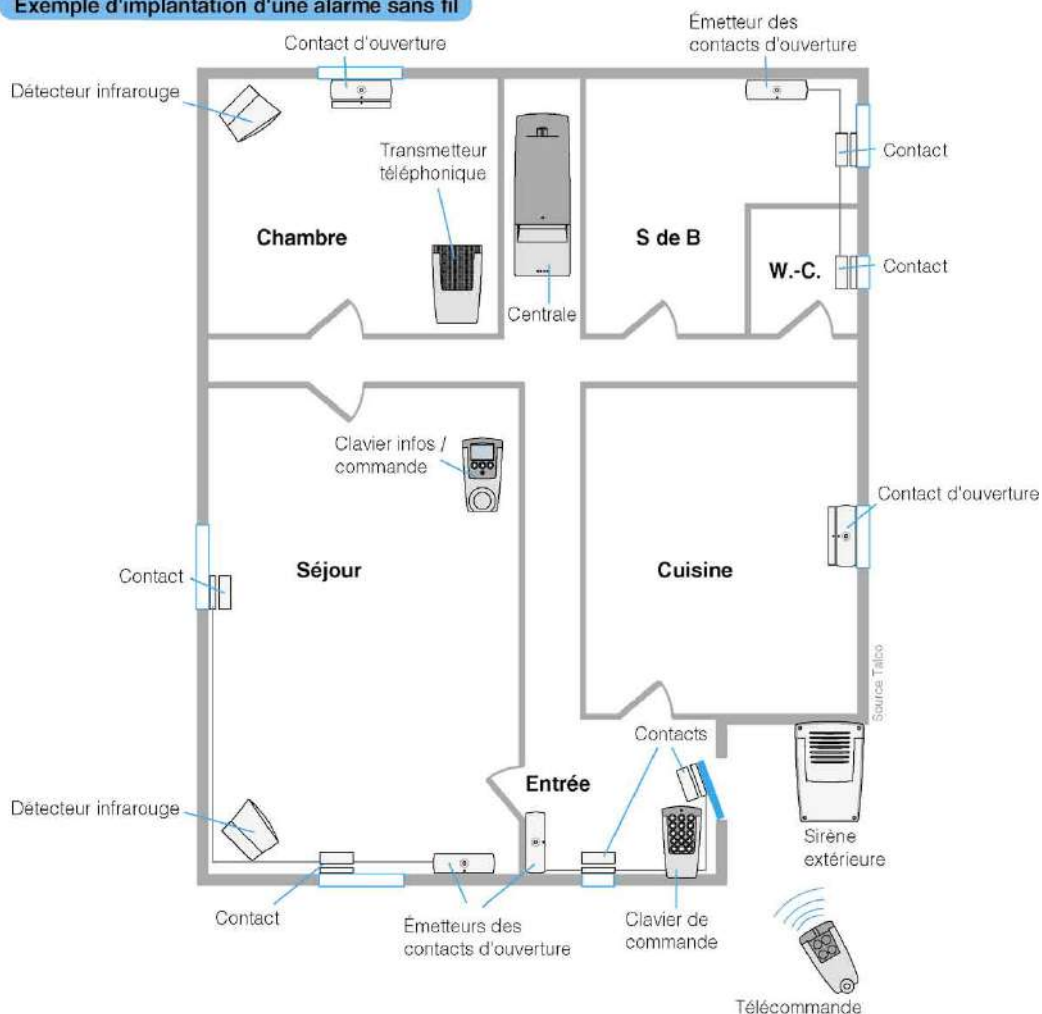 Exemple d'implantation d'une alarme sans fil
Émetteur des
contacts d'ouverture
Contact d'ouverture
Détecteur infrarouge
Transmetteur
téléphonique
Contact
Chambre
S de B
W.-C.
Contact
Centrale
Clavier infos /
commande
Contact d'ouverture
Contact
Séjour
Cuisine
Source Talco
Contacts
Entrée
Détecteur infrarouge
Sirène
extérieure
Contact
Émetteurs des
contacts d'ouverture
Clavier de
commande
Télécommande